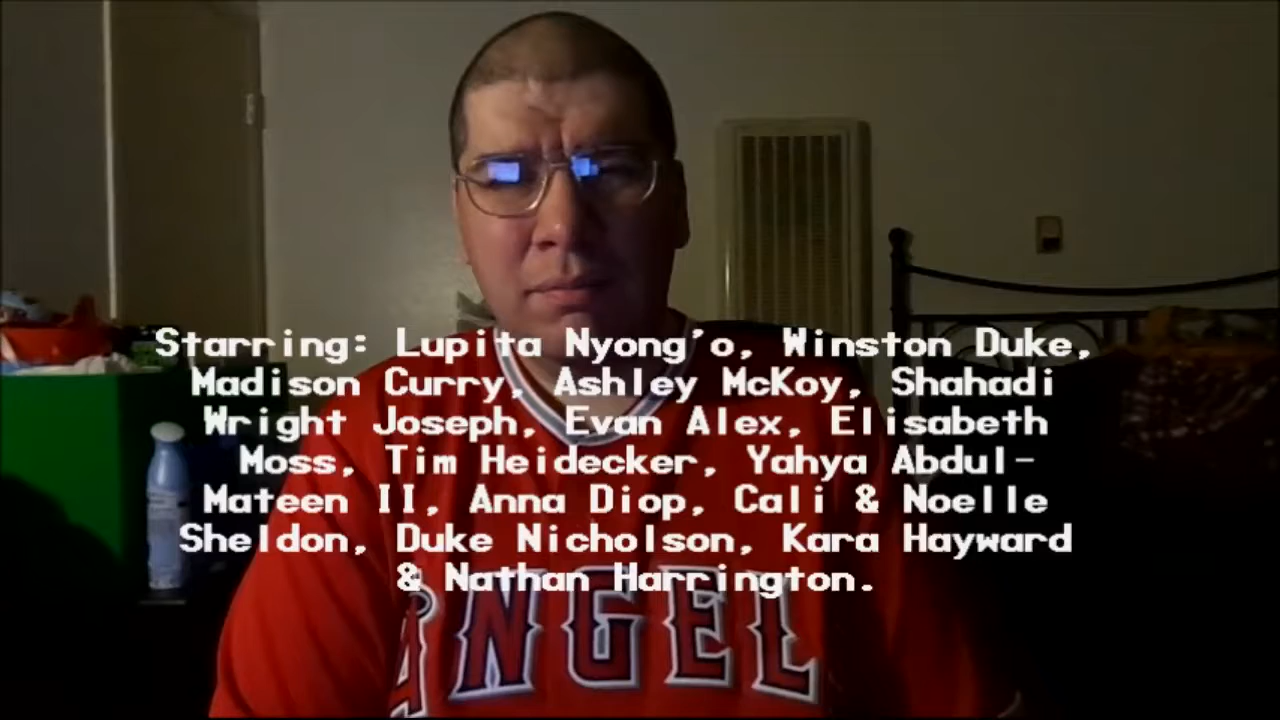 Starring: Lupita Nyong'o, Winston Duke,
Madison Curry, Ashley McKoy, Shahadi
Wright Joseph, Evan Alex, Elisabeth
Moss, Tim Heidecker, Yahya Abdul-
Mateen II, Anna Diop, Cali & Noelle
Sheldon, Duke Nicholson, Kara Hayward
& Nathan Harrington.
ANGEL